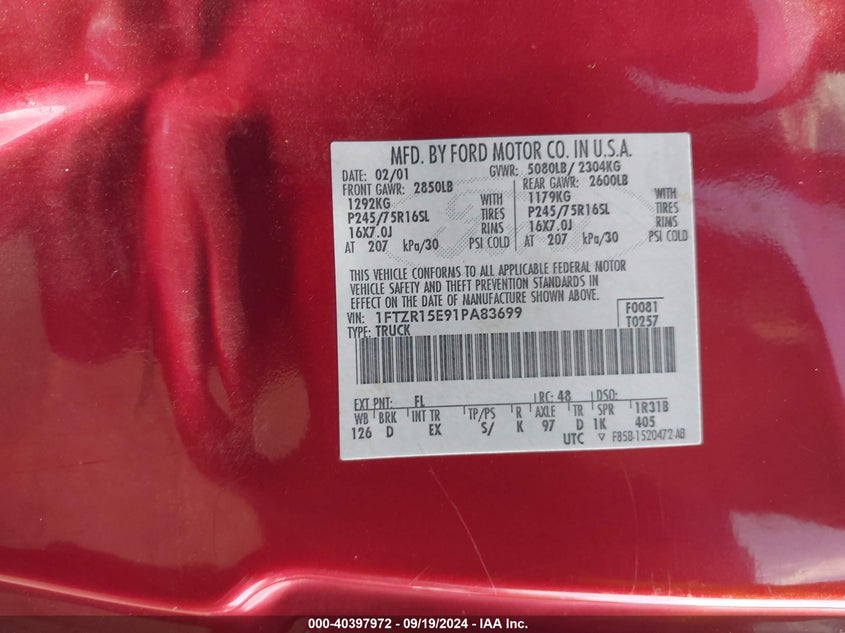 MFD. BY FORD MOTOR CO. IN U.S.A.
DATE: 02/01 GVWR: 5080LB/ 2304KG
FRONT GAWR: 2850LB REAR GAWR: 2600LB
1292KG WITH 1179KG WITH
P245/75R16SL TIRES P245/75R16SL TIRES
16X7.0J RIMS 16X7.0J RIMS
AT 207 kPa/30 PSI COLD AT 207 kPa/30 PSI COLD
THIS VEHICLE CONFORMS TO ALL APPLICABLE FEDERAL MOTOR
VEHICLE SAFETY AND THEFT PREVENTION STANDARDS IN
EFFECT ON THE DATE OF MANUFACTURE SHOWN ABOVE.
VIN: 1FTZR15E91PA83699 F0081
TYPE: TRUCK T0257
EXT PNT: FL RC: 48 DSO:
WB BRK INT TR TP/PS R AXLE TR SPR 1R31B
126 D EX S/ K 97 D 1K 405
UTC ▽ F85B-1520472-AB
000-40397972 - 09/19/2024 - IAA Inc.